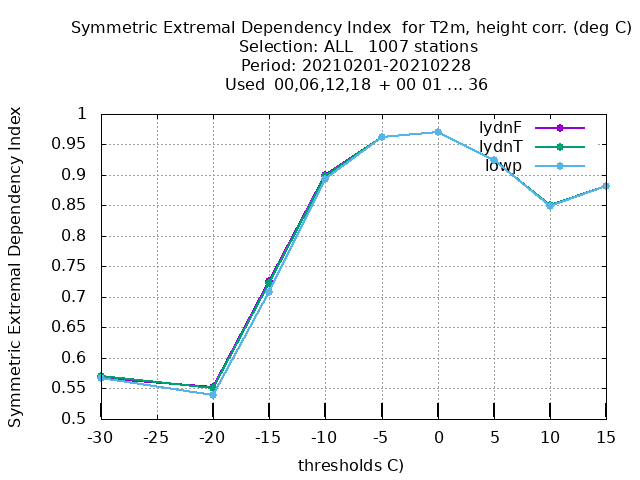 Symmetric Extremal Dependency Index  for T2m, height corr. (deg C)
Selection: ALL   1007 stations
Period: 20210201-20210228
Used  00,06,12,18  + 00 01 ... 36
Symmetric Extremal Dependency Index
1
0.95
0.9
0.85
0.8
0.75
0.7
0.65
0.6
0.55
0.5
lydnF
lydnT
lowp
-30 -25 -20 -15 -10 -5 0 5 10 15
thresholds C)